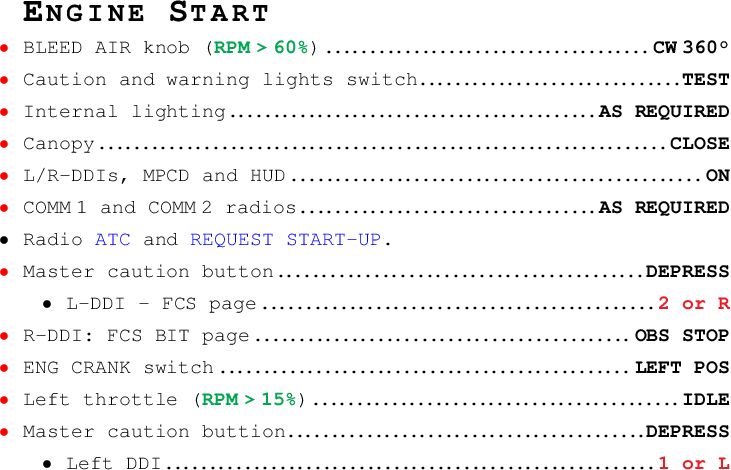 ENGINE START
• BLEED AIR knob (RPM > 60%) ..................................... CW 360°
• Caution and warning lights switch.............................TEST
• Internal lighting..........................................AS REQUIRED
• Canopy................................................................CLOSE
• L/R-DDIs, MPCD and HUD ............................................... ON
• COMM 1 and COMM 2 radios..................................AS REQUIRED
• Radio ATC and REQUEST START-UP.
• Master caution button..........................................DEPRESS
• L-DDI - FCS page .............................................2 or R
• R-DDI: FCS BIT page ........................................... OBS STOP
• ENG CRANK switch ............................................... LEFT POS
• Left throttle (RPM > 15%) .......................................... IDLE
• Master caution buttion.........................................DEPRESS
• Left DDI........................................................1 or L